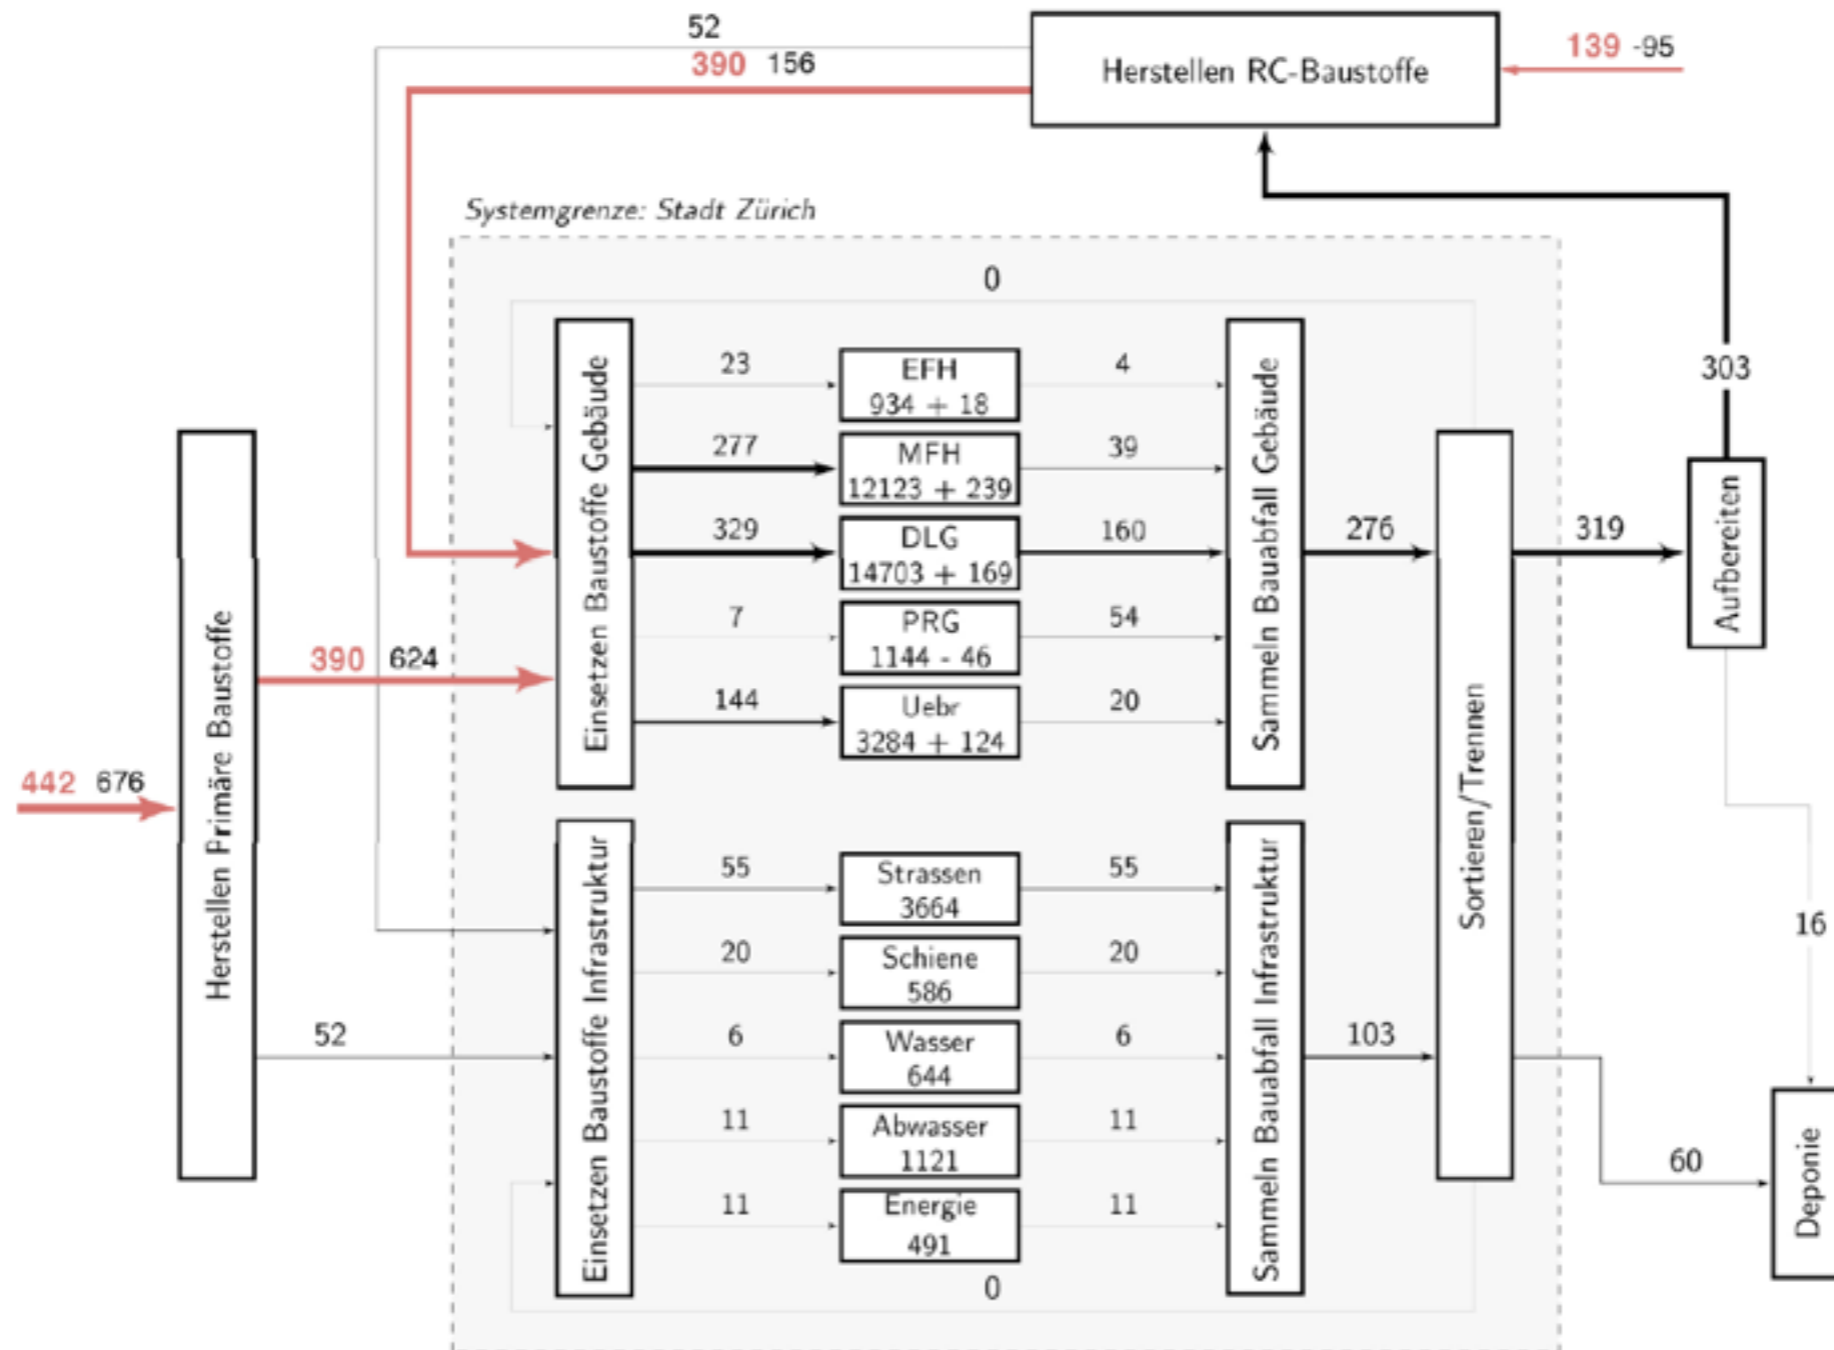 52
390 156
Herstellen RC-Baustoffe
139 -95
Systemgrenze: Stadt Zürich
0
Einsetzen Baustoffe Gebäude
23
EFH
934 + 18
4
277
MFH
12123 + 239
39
329
DLG
14703 + 169
160
7
PRG
1144 - 46
54
144
Uebr
3284 + 124
20
Sammeln Bauabfall Gebäude
276
319
303
Aufbereiten
Herstellen Primäre Baustoffe
390 624
442 676
52
Einsetzen Baustoffe Infrastruktur
55
Strassen
3664
55
20
Schiene
586
20
6
Wasser
644
6
11
Abwasser
1121
11
11
Energie
491
11
0
Sammeln Bauabfall Infrastruktur
103
Sortieren/Trennen
16
60
Deponie